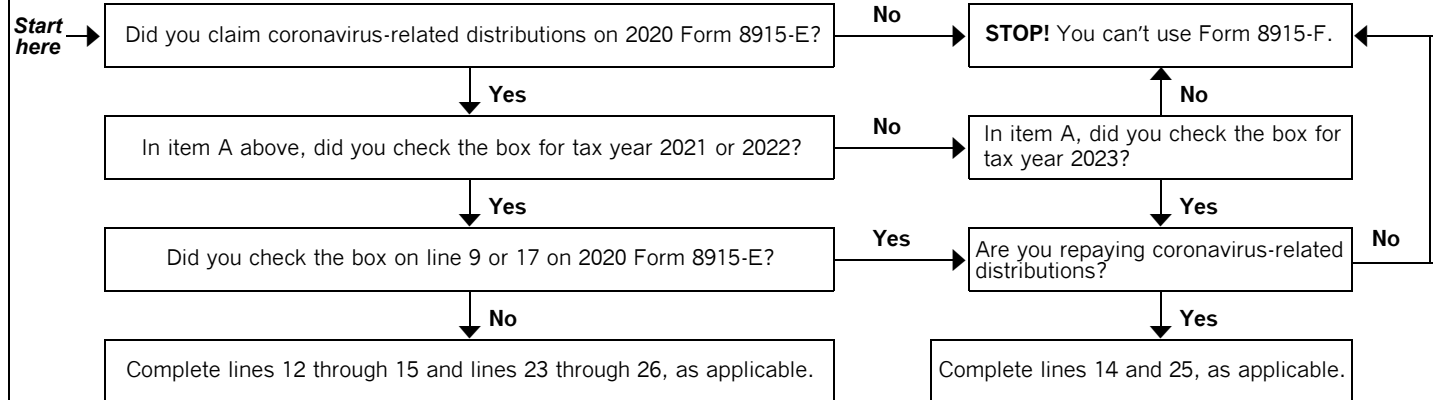 Start
here
Did you claim coronavirus-related distributions on 2020 Form 8915-E?
No
STOP! You can't use Form 8915-F.
Yes
No
In item A above, did you check the box for tax year 2021 or 2022?
No
In item A, did you check the box for
tax year 2023?
Yes
Yes
Did you check the box on line 9 or 17 on 2020 Form 8915-E?
Yes
Are you repaying coronavirus-related
distributions?
No
No
Yes
Complete lines 12 through 15 and lines 23 through 26, as applicable.
Complete lines 14 and 25, as applicable.